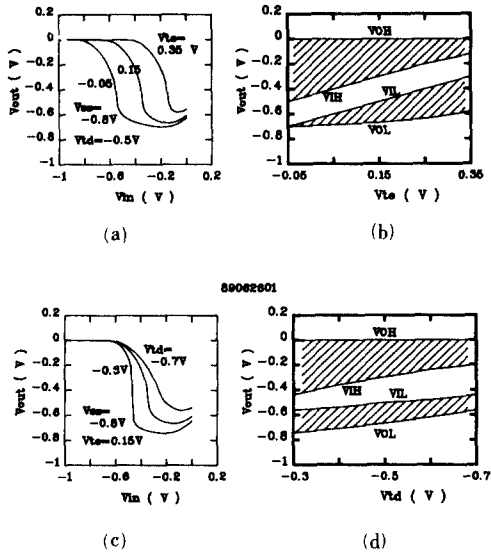 0.2
0
-0.2
-0.4
-0.6
-0.8
-1
Vout ( V )
Vte=
0.35 V
0.15
-0.05
Vss=
-0.8V
Vtd=-0.5V
-1 -0.6 -0.2 0.2
Vin ( V )
(a)
0.2
0
-0.2
-0.4
-0.6
-0.8
-1
Vout ( V )
VOH
VIH
VIL
VOL
-0.05 0.15 0.35
Vte ( V )
(b)
89062601
0.2
0
-0.2
-0.4
-0.6
-0.8
-1
Vout ( V )
Vtd=
-0.7V
-0.3V
Vss=
-0.8V
Vte=0.15V
-1 -0.6 -0.2 0.2
Vin ( V )
(c)
0.2
0
-0.2
-0.4
-0.6
-0.8
-1
Vout ( V )
VOH
VIH
VIL
VOL
-0.3 -0.5 -0.7
Vtd ( V )
(d)